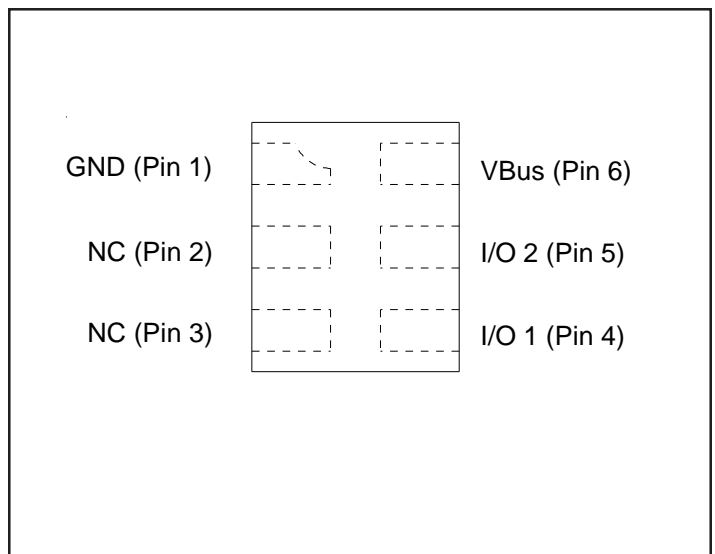 GND (Pin 1)
VBus (Pin 6)
NC (Pin 2)
I/O 2 (Pin 5)
NC (Pin 3)
I/O 1 (Pin 4)